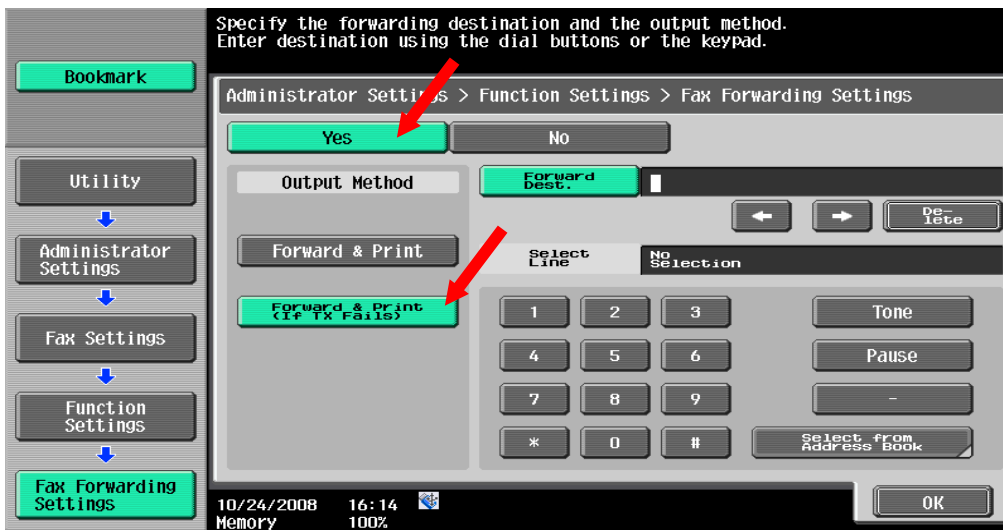 Specify the forwarding destination and the output method.
Enter destination using the dial buttons or the keypad.
Bookmark
Administrator Settings > Function Settings > Fax Forwarding Settings
Yes
No
Utility
Output Method
Forward
Dest.
De-
lete
Administrator
Settings
Forward & Print
Select
Line
No
Selection
Forward & Print
(If TX Fails)
1
2
3
Tone
Fax Settings
4
5
6
Pause
Function
Settings
7
8
9
-
*
0
#
Select from
Address Book
Fax Forwarding
Settings
10/24/2008 16:14
Memory 100%
OK